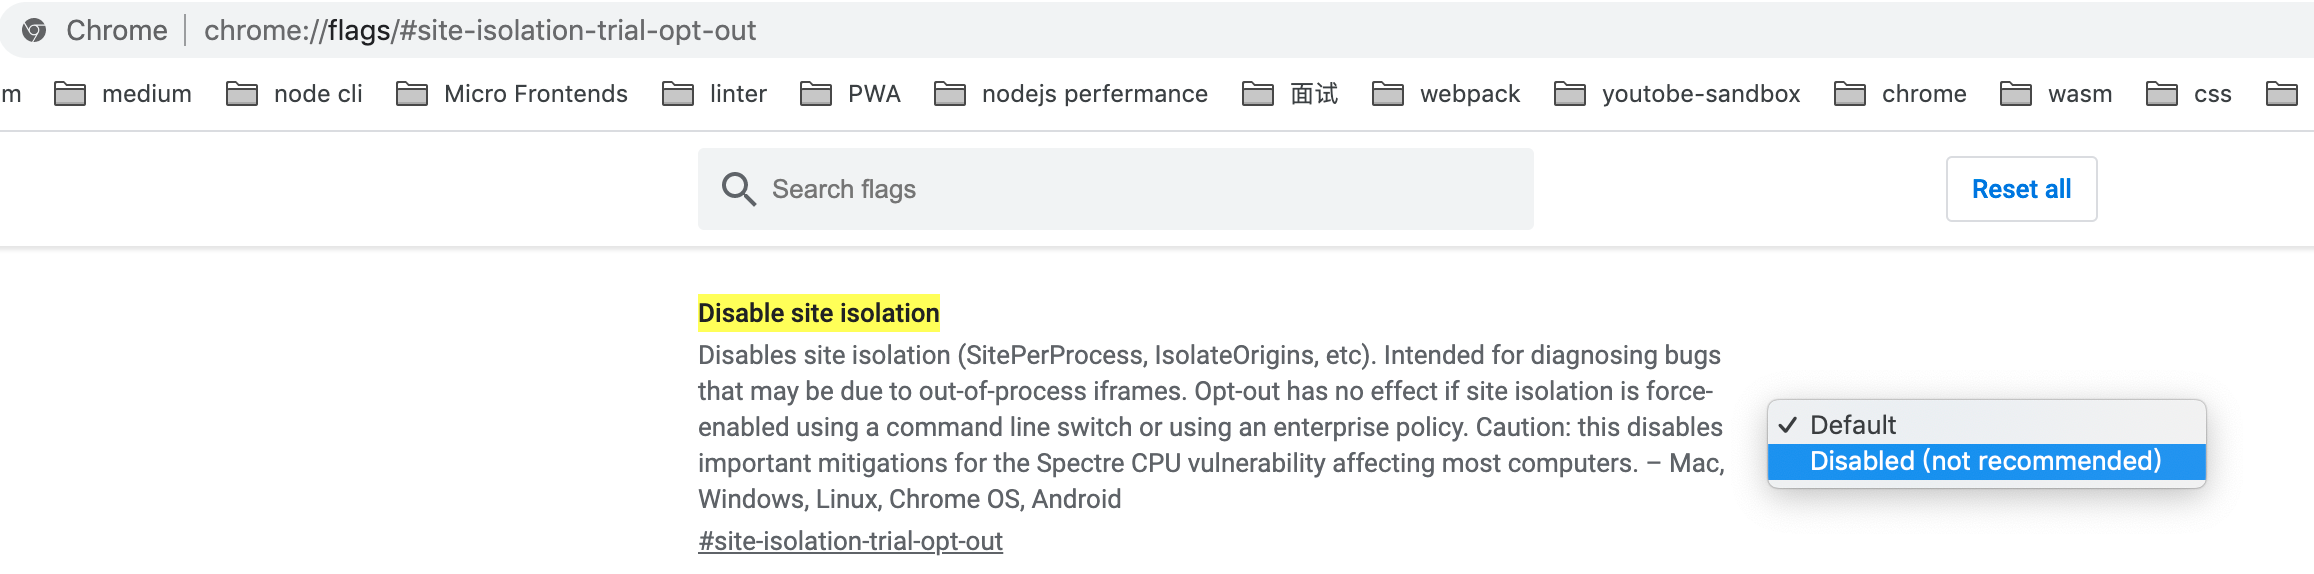 Chrome chrome://flags/#site-isolation-trial-opt-out
m medium node cli Micro Frontends linter PWA nodejs perfermance 面试 webpack youtobe-sandbox chrome wasm css
Search flags
Reset all
Disable site isolation
Disables site isolation (SitePerProcess, IsolateOrigins, etc). Intended for diagnosing bugs
that may be due to out-of-process iframes. Opt-out has no effect if site isolation is force-
enabled using a command line switch or using an enterprise policy. Caution: this disables
important mitigations for the Spectre CPU vulnerability affecting most computers. – Mac,
Windows, Linux, Chrome OS, Android
#site-isolation-trial-opt-out
✓ Default
Disabled (not recommended)